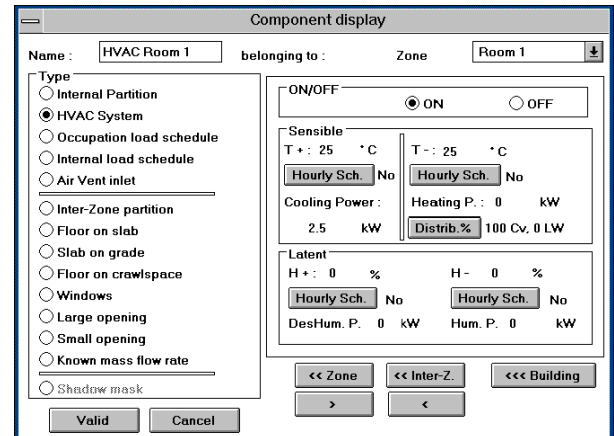 Component display
Name : HVAC Room 1 belonging to : Zone Room 1
Type
Internal Partition
HVAC System
Occupation load schedule
Internal load schedule
Air Vent inlet
Inter-Zone partition
Floor on slab
Slab on grade
Floor on crawlspace
Windows
Large opening
Small opening
Known mass flow rate
Shadow mask
Valid Cancel
ON/OFF
ON OFF
Sensible
T + : 25 ° C T - : 25 ° C
Hourly Sch. No Hourly Sch. No
Cooling Power : Heating P. : 0 kW
2.5 kW Distrib.% 100 Cv, 0 LW
Latent
H + : 0 % H - 0 %
Hourly Sch. No Hourly Sch. No
DesHum. P. 0 kW Hum. P. 0 kW
<< Zone << Inter-Z. <<< Building
> <